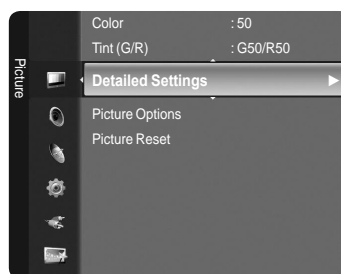 Picture
Color : 50
Tint (G/R) : G50/R50
Detailed Settings
Picture Options
Picture Reset